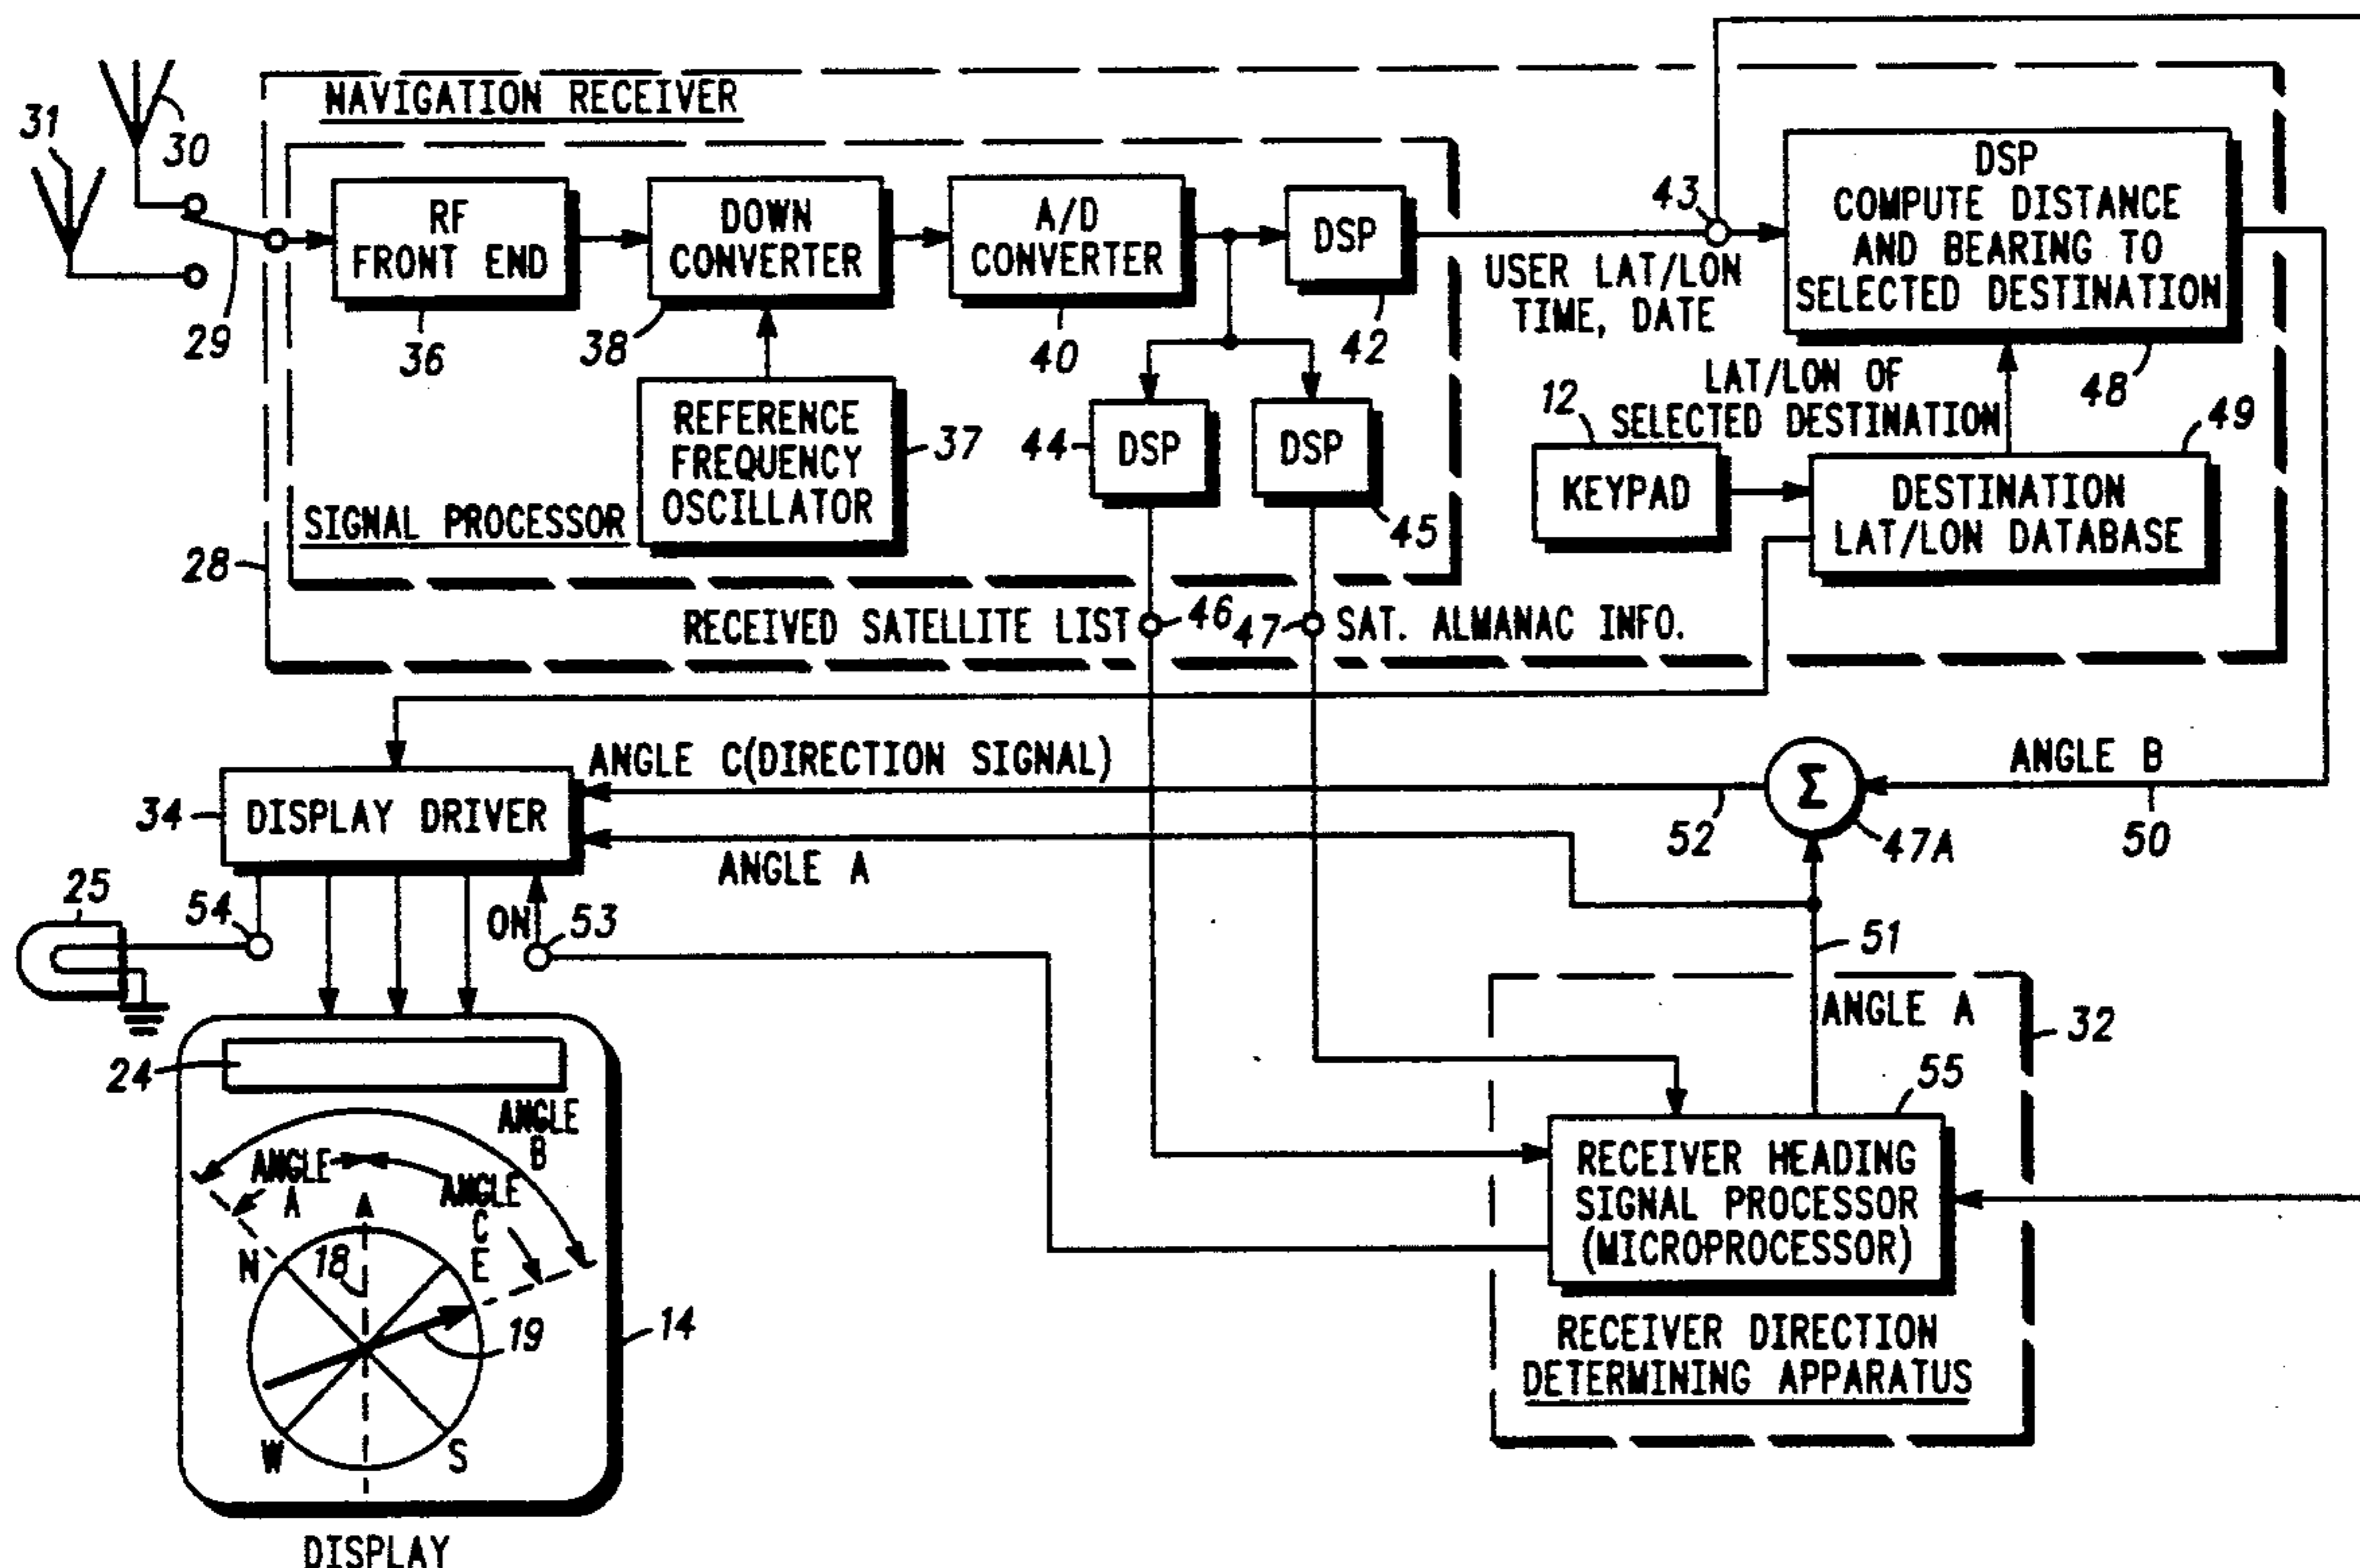 NAVIGATION RECEIVER
31
30
29
28
RF
FRONT END
36
DOWN
CONVERTER
38
A/D
CONVERTER
40
DSP
42
43
USER LAT/LON
TIME, DATE
DSP
COMPUTE DISTANCE
AND BEARING TO
SELECTED DESTINATION
48
REFERENCE
FREQUENCY
OSCILLATOR
37
SIGNAL PROCESSOR
44
DSP
DSP
45
LAT/LON OF
SELECTED DESTINATION
12
KEYPAD
49
DESTINATION
LAT/LON DATABASE
RECEIVED SATELLITE LIST
46
47
SAT. ALMANAC INFO.
34
DISPLAY DRIVER
ANGLE C(DIRECTION SIGNAL)
52
Σ
47A
ANGLE B
50
ANGLE A
25
54
ON
53
51
ANGLE A
32
55
RECEIVER HEADING
SIGNAL PROCESSOR
(MICROPROCESSOR)
RECEIVER DIRECTION
DETERMINING APPARATUS
24
ANGLE
B
ANGLE
A
ANGLE
C
N
18
E
19
14
W
S
DISPLAY